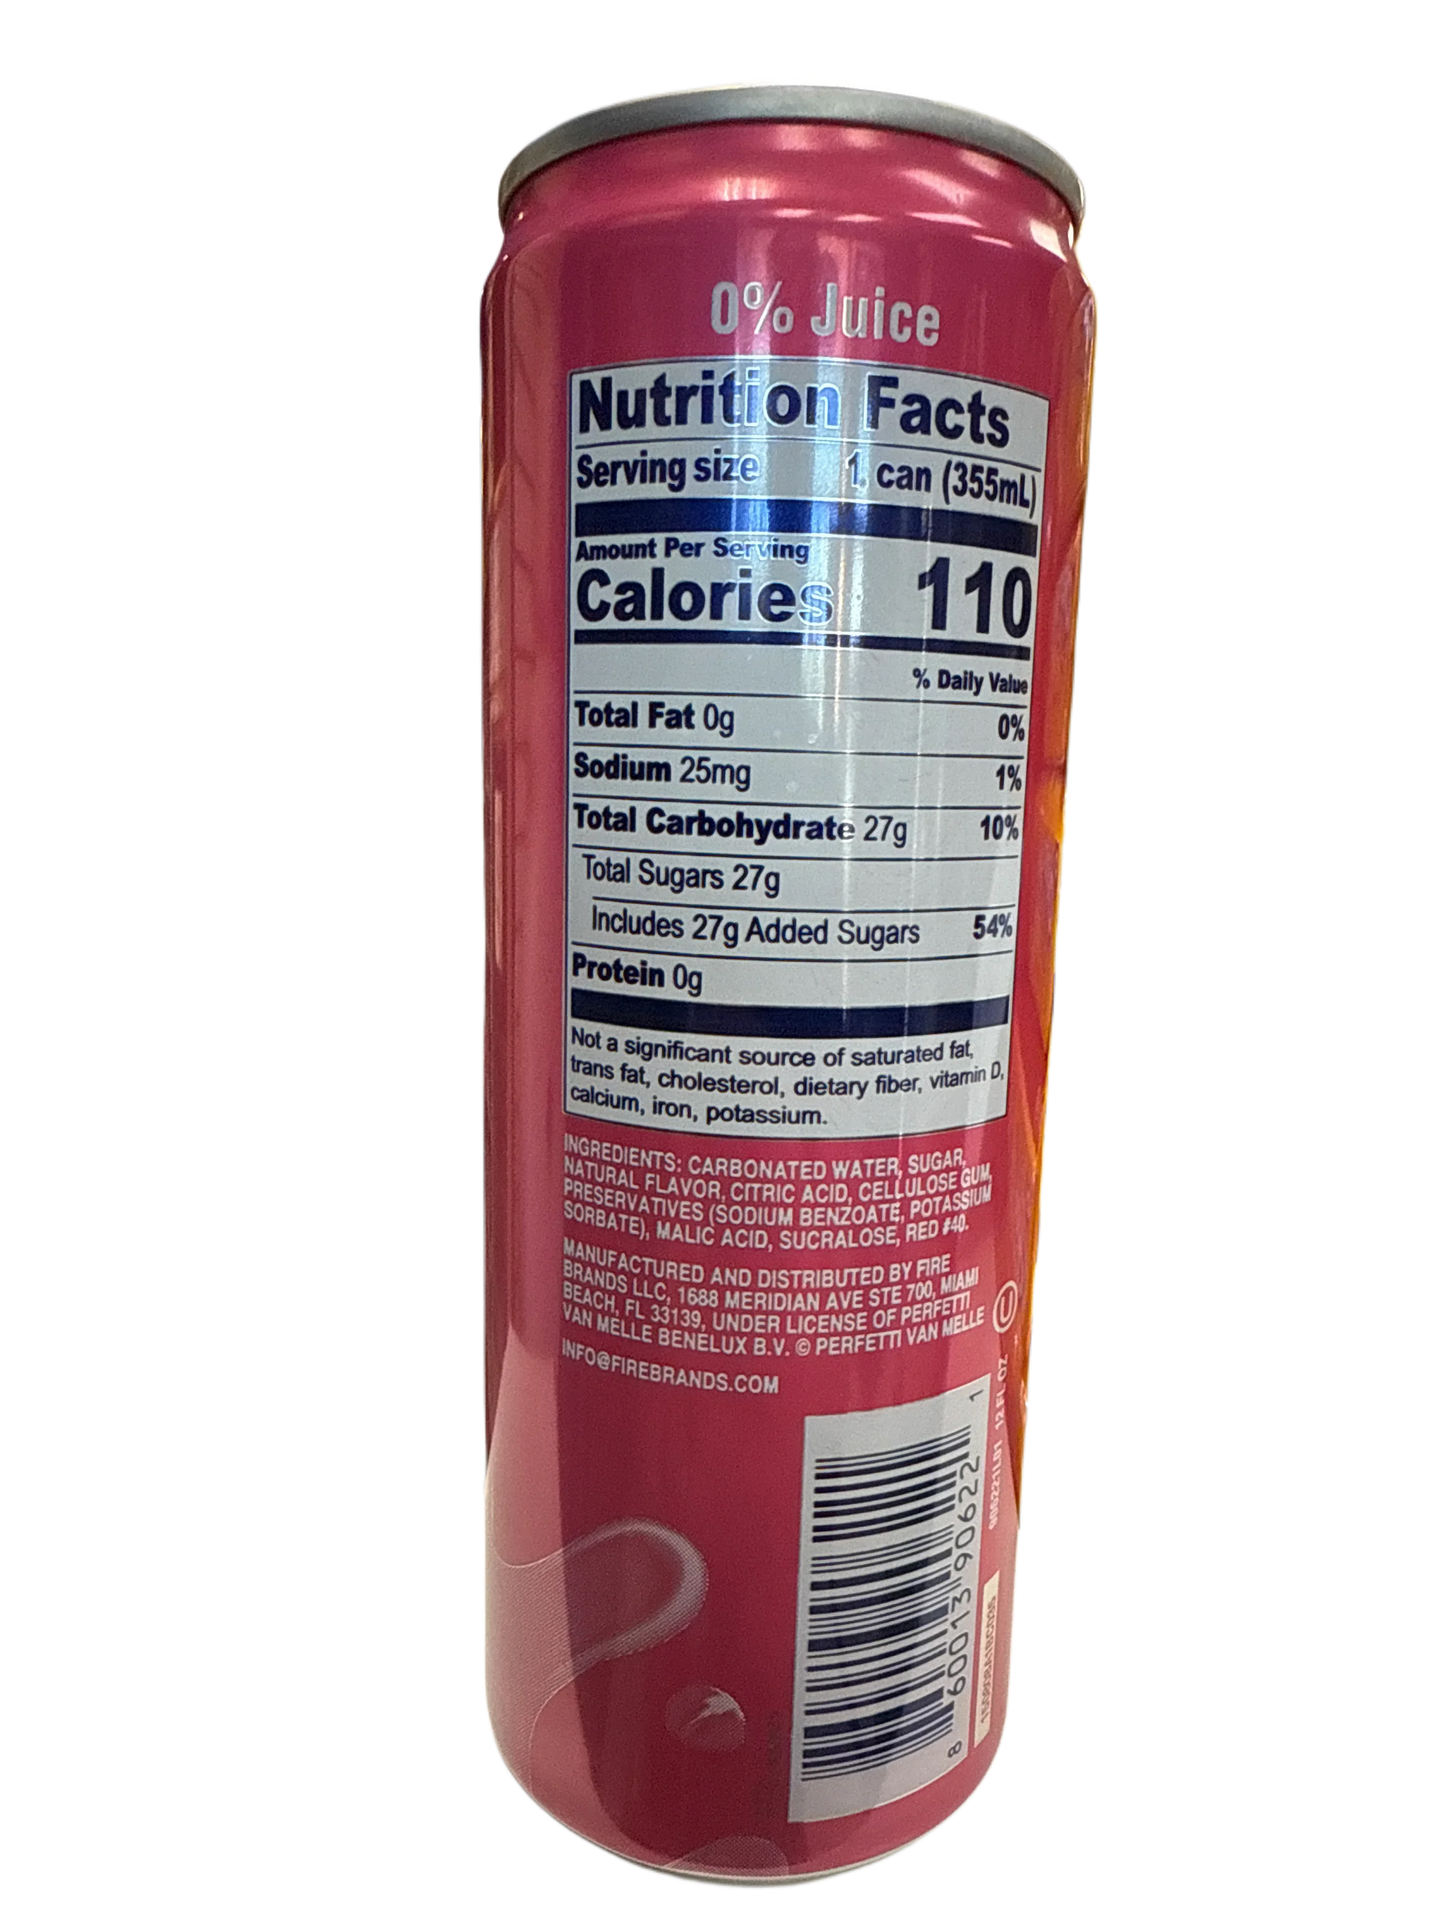 0% Juice
Nutrition Facts
Serving size 1 can (355mL)
Amount Per Serving
Calories 110
% Daily Value
Total Fat 0g 0%
Sodium 25mg 1%
Total Carbohydrate 27g 10%
Total Sugars 27g
Includes 27g Added Sugars 54%
Protein 0g
Not a significant source of saturated fat,
trans fat, cholesterol, dietary fiber, vitamin D,
calcium, iron, potassium.
INGREDIENTS: CARBONATED WATER, SUGAR,
NATURAL FLAVOR, CITRIC ACID, CELLULOSE GUM,
PRESERVATIVES (SODIUM BENZOATE, POTASSIUM
SORBATE), MALIC ACID, SUCRALOSE, RED #40.
MANUFACTURED AND DISTRIBUTED BY FIRE
BRANDS LLC, 1688 MERIDIAN AVE STE 700, MIAMI
BEACH, FL 33139, UNDER LICENSE OF PERFETTI
VAN MELLE BENELUX B.V. © PERFETTI VAN MELLE
INFO@FIREBRANDS.COM
U
12 FL OZ
8 60013 90622 1